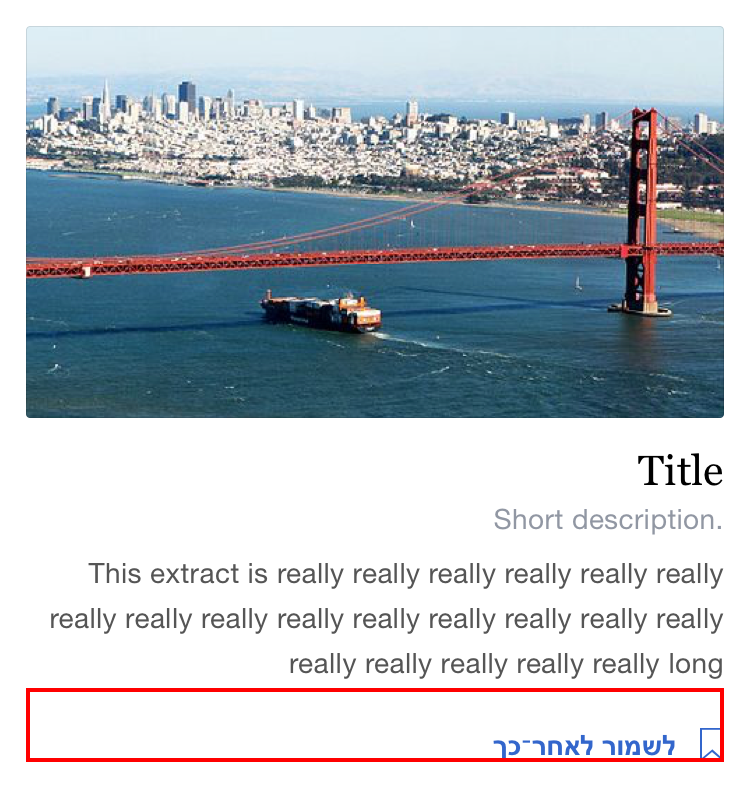 Title
Short description.
This extract is really really really really really really
really really really really really really really really really
really really really really really long
לשמור לאחר־כך